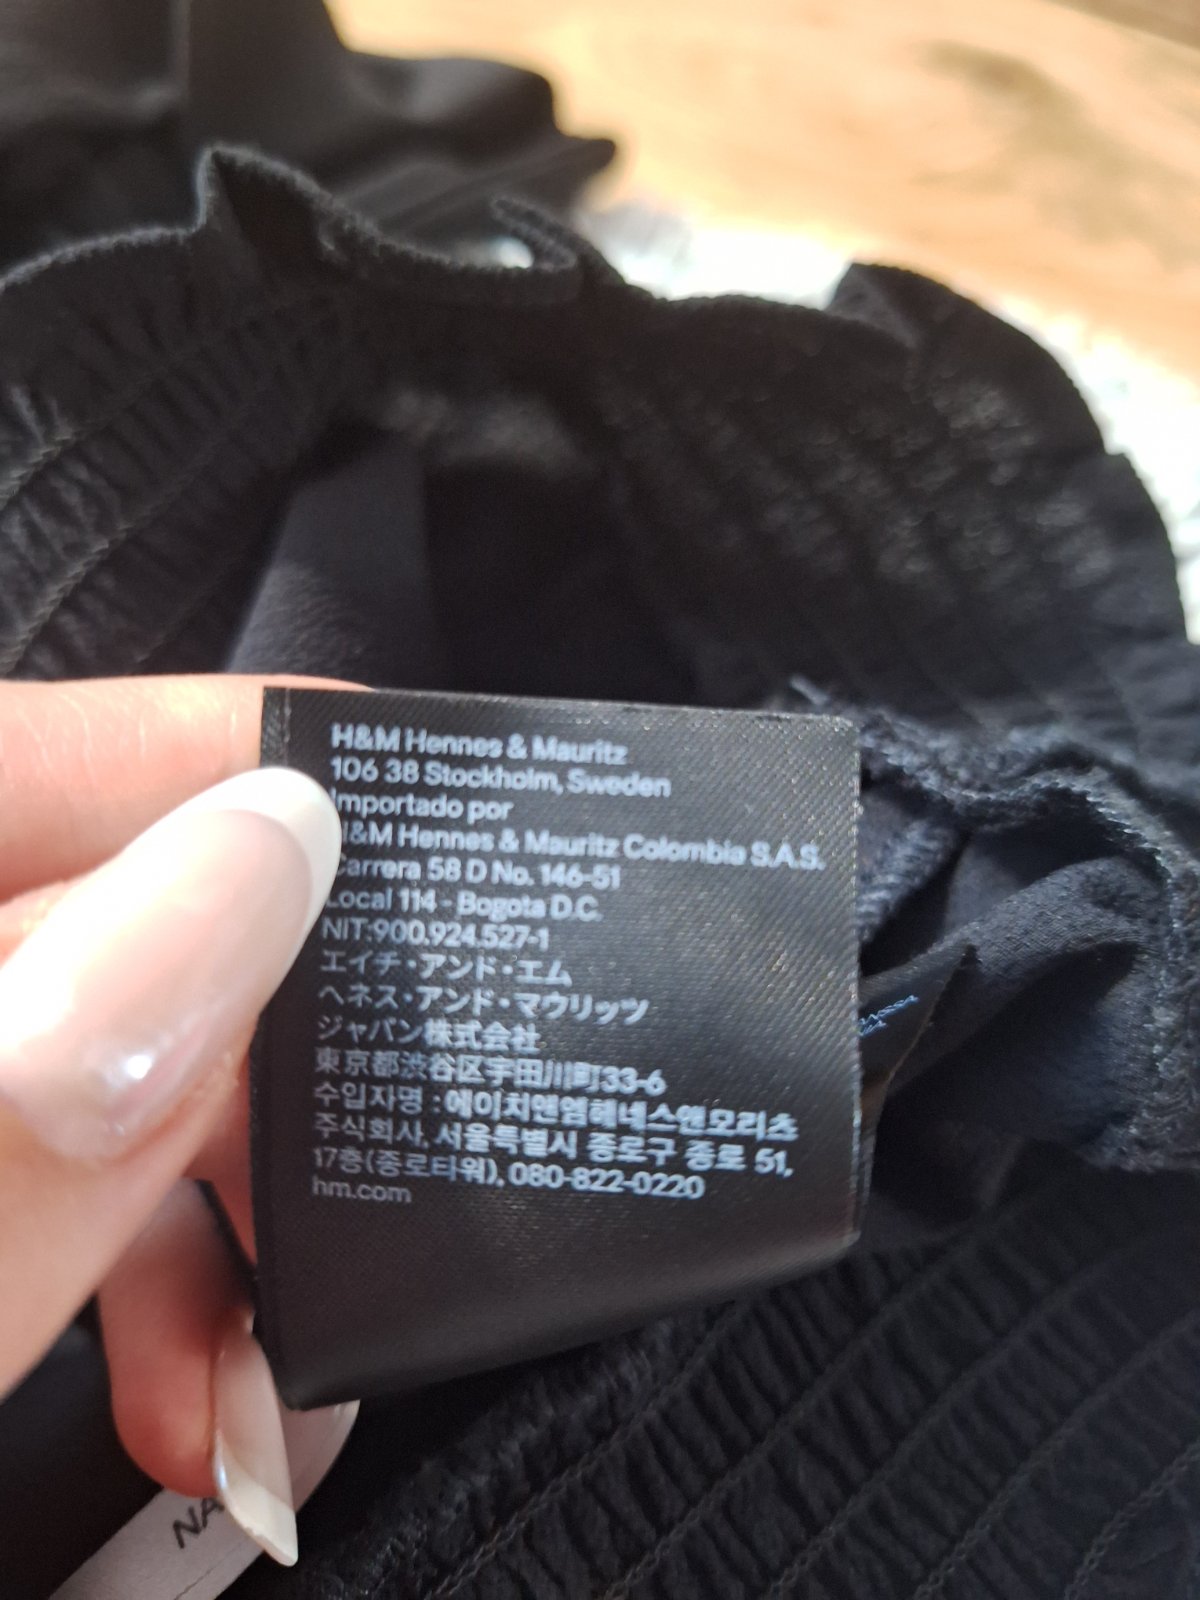 H&M Hennes & Mauritz
106 38 Stockholm, Sweden
Importado por
H&M Hennes & Mauritz Colombia S.A.S.
Carrera 58 D No. 146-51
Local 114 - Bogota D.C.
NIT:900.924.527-1
エイチ・アンド・エム
ヘネス・アンド・マウリッツ
ジャパン株式会社
東京都渋谷区宇田川町33-6
수입자명 : 에이치앤엠헤네스앤모리츠
주식회사, 서울특별시 종로구 종로 51,
17층(종로타워), 080-822-0220
hm.com
NA